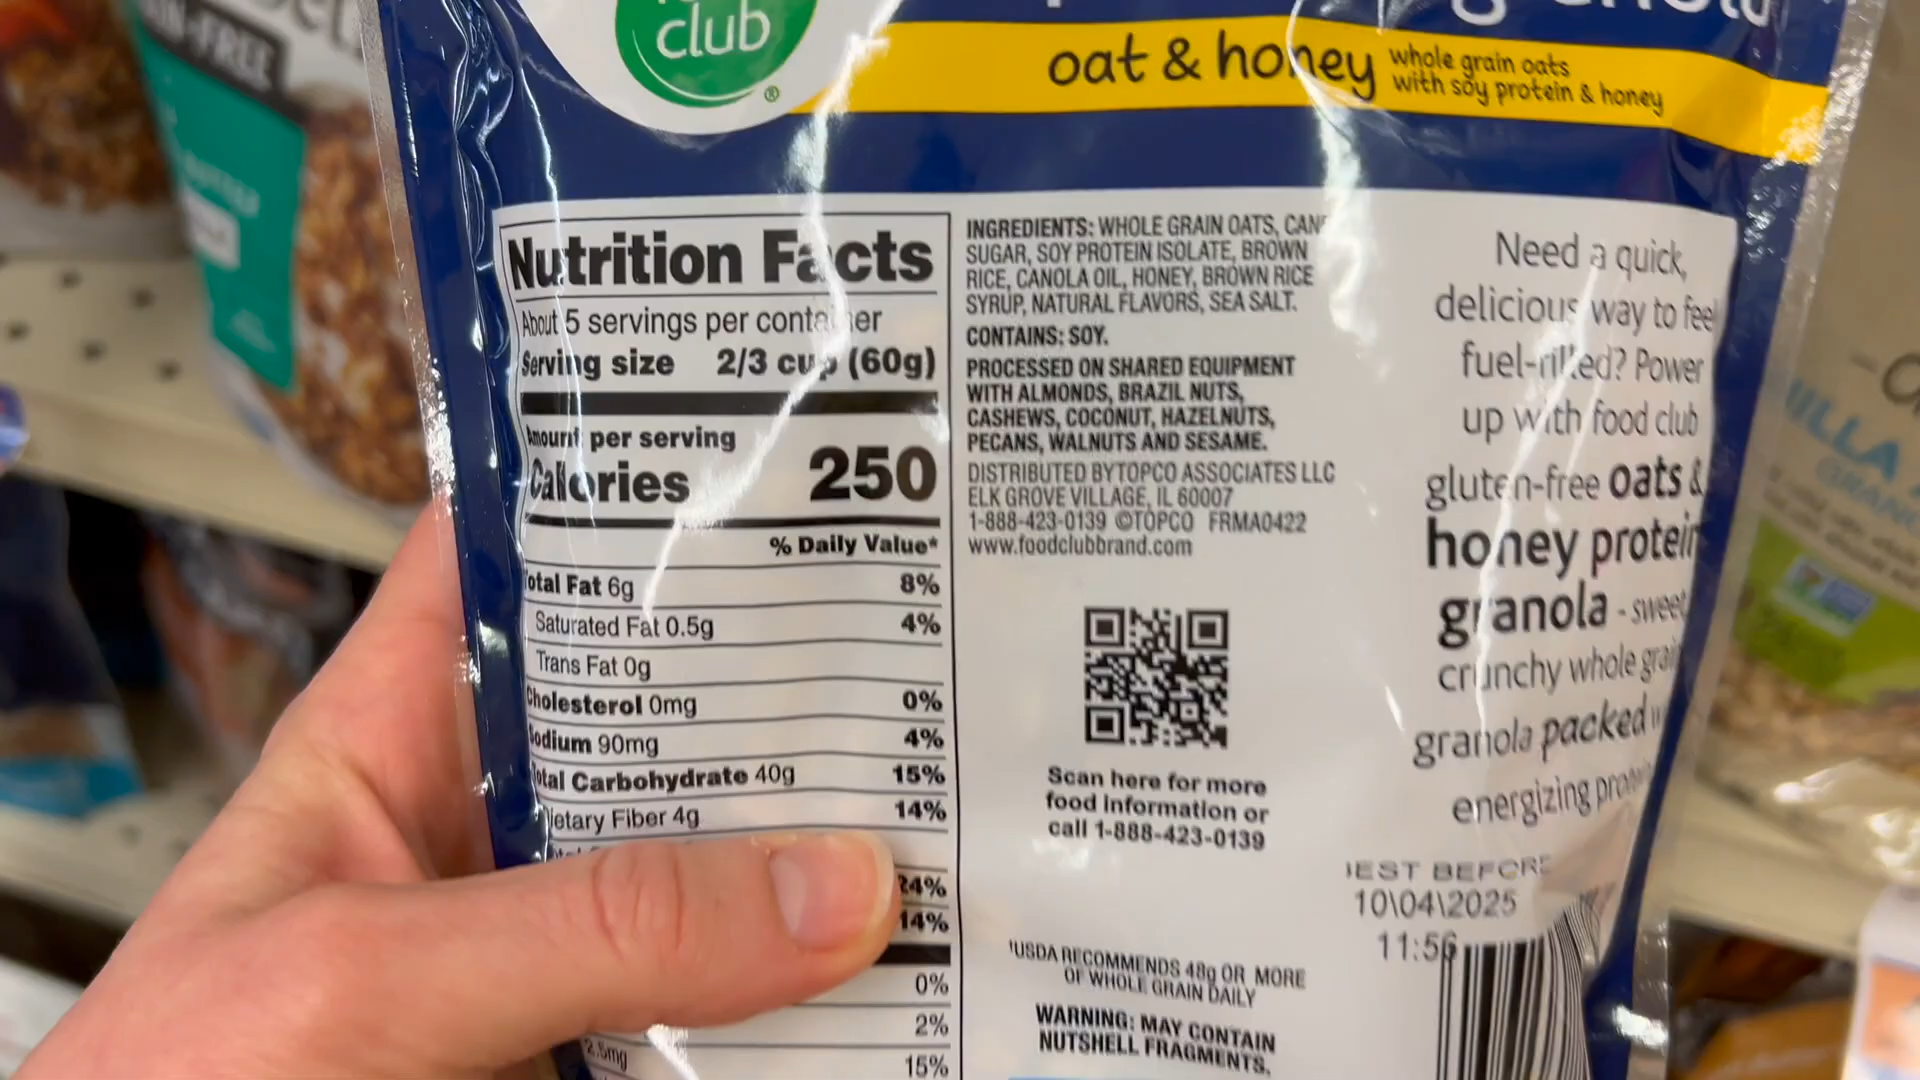 club
®
oat & honey
whole grain oats
with soy protein & honey
-FREE
Nutrition Facts
About 5 servings per container
Serving size 2/3 cup (60g)
Amount per serving
Calories 250
% Daily Value*
Total Fat 6g 8%
Saturated Fat 0.5g 4%
Trans Fat 0g
Cholesterol 0mg 0%
Sodium 90mg 4%
Total Carbohydrate 40g 15%
Dietary Fiber 4g 14%
24%
14%
0%
2%
2.5mg 15%
INGREDIENTS: WHOLE GRAIN OATS, CAN
SUGAR, SOY PROTEIN ISOLATE, BROWN
RICE, CANOLA OIL, HONEY, BROWN RICE
SYRUP, NATURAL FLAVORS, SEA SALT.
CONTAINS: SOY.
PROCESSED ON SHARED EQUIPMENT
WITH ALMONDS, BRAZIL NUTS,
CASHEWS, COCONUT, HAZELNUTS,
PECANS, WALNUTS AND SESAME.
DISTRIBUTED BY TOPCO ASSOCIATES LLC
ELK GROVE VILLAGE, IL 60007
1-888-423-0139 ©TOPCO FRMA0422
www.foodclubbrand.com
Scan here for more
food information or
call 1-888-423-0139
¹USDA RECOMMENDS 48g OR MORE
OF WHOLE GRAIN DAILY
WARNING: MAY CONTAIN
NUTSHELL FRAGMENTS.
Need a quick,
delicious way to feel
fuel-filled? Power
up with food club
gluten-free oats &
honey protein
granola - sweet
crunchy whole grain
granola packed
energizing
BEST BEFORE
10\04\2025
11:56